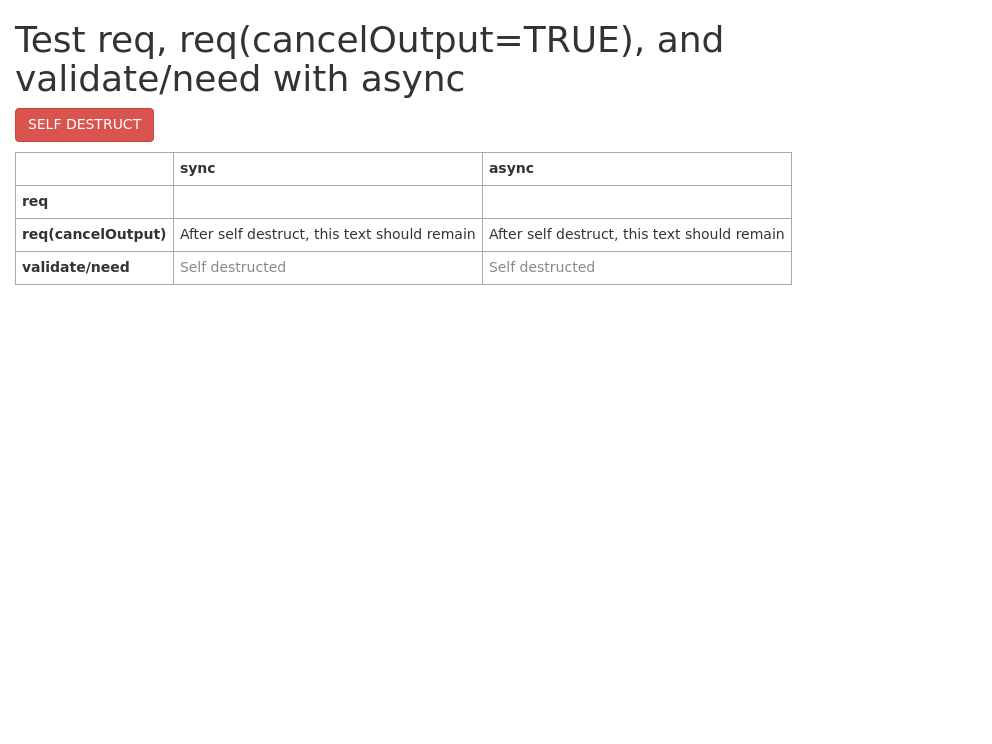 Test req, req(cancelOutput=TRUE), and
validate/need with async
SELF DESTRUCT
sync async
req
req(cancelOutput) After self destruct, this text should remain After self destruct, this text should remain
validate/need Self destructed Self destructed